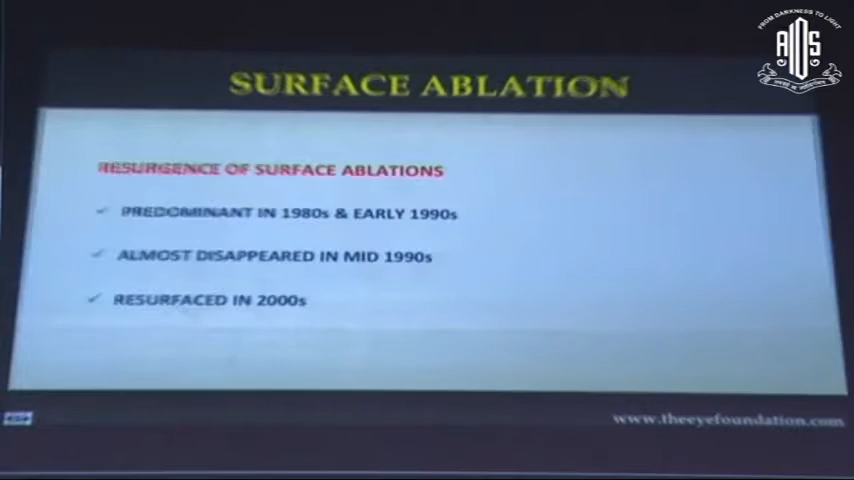 FROM DARKNESS TO LIGHT
AIOS
SURFACE ABLATION
RESURGENCE OF SURFACE ABLATIONS
✓ PREDOMINANT IN 1980s & EARLY 1990s
✓ ALMOST DISAPPEARED IN MID 1990s
✓ RESURFACED IN 2000s
www.theeyefoundation.com